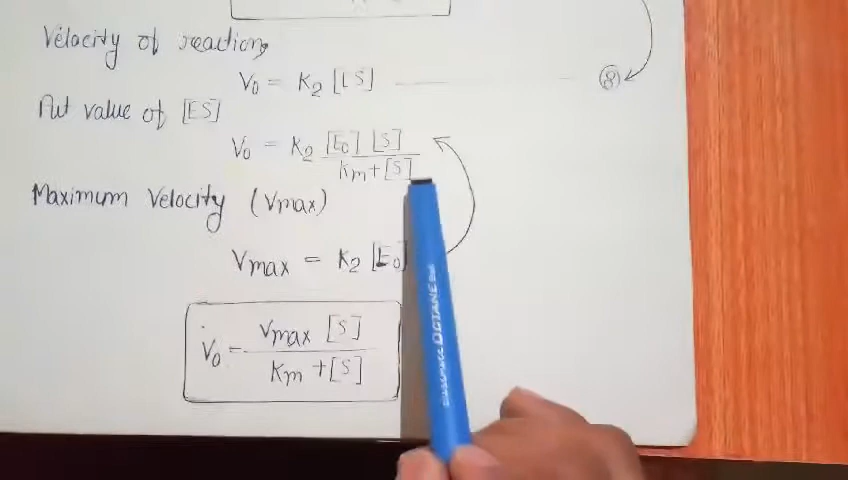 Velocity of reaction,
V0 = K2 [ES] ⑧
Put value of [ES]
V0 = K2 [E0] [S] / Km+[S]
Maximum Velocity (Vmax)
Vmax = K2 [E0]
V0 = Vmax [S] / Km +[S]
OCTANE